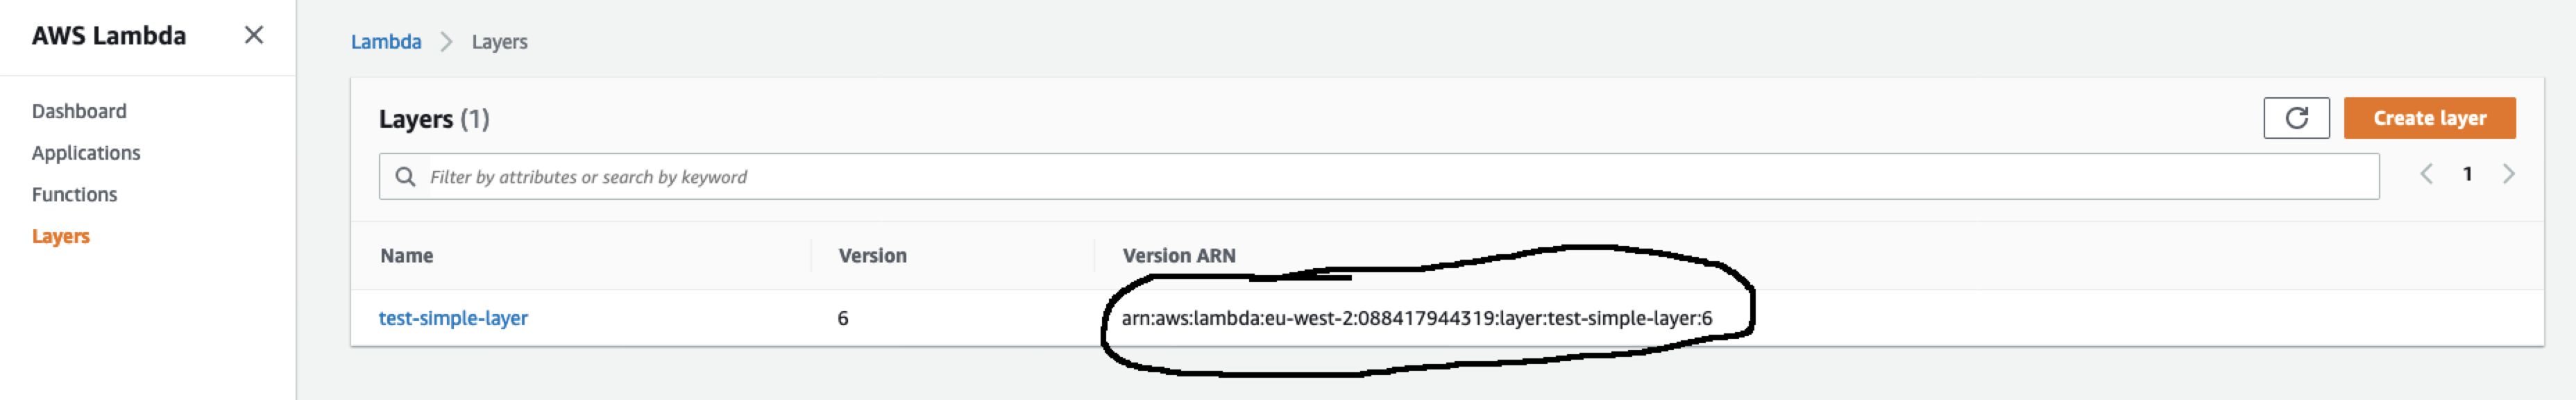 AWS Lambda
Dashboard
Applications
Functions
Layers
Lambda > Layers
Layers (1)
Create layer
Filter by attributes or search by keyword
1
Name Version Version ARN
test-simple-layer 6 arn:aws:lambda:eu-west-2:088417944319:layer:test-simple-layer:6